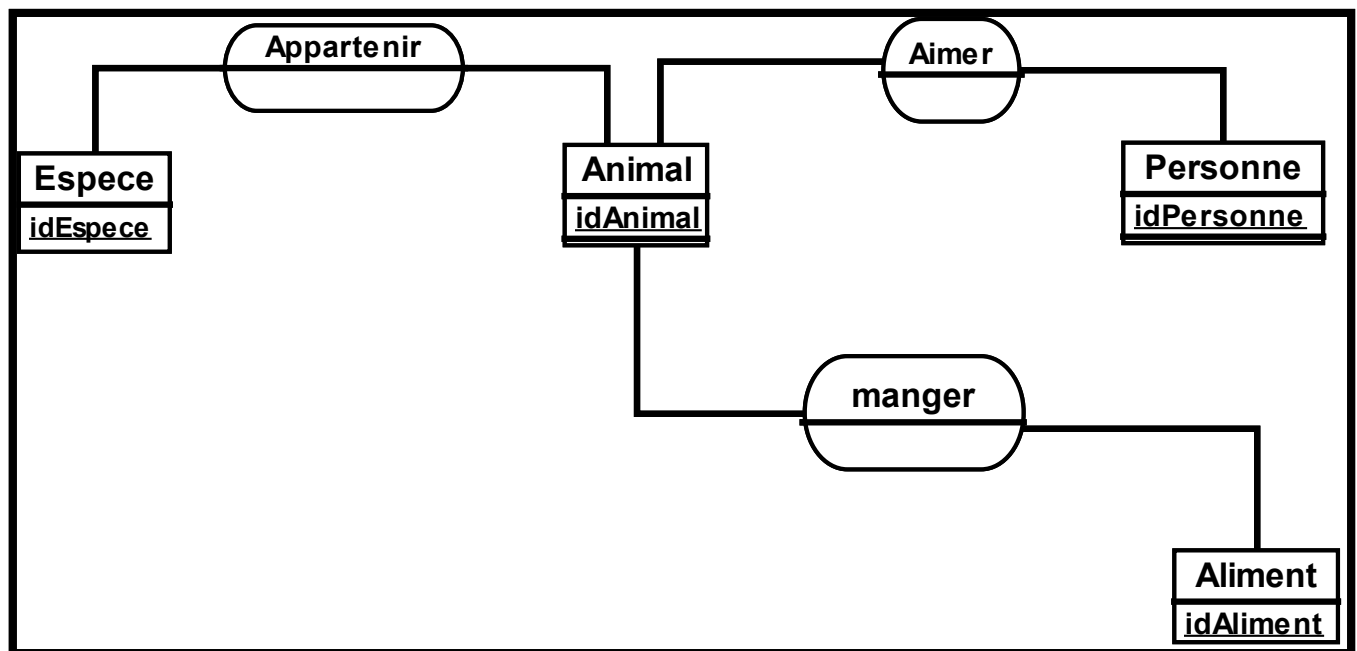 Appartenir
Aimer
Espece
idEspece
Animal
idAnimal
Personne
idPersonne
manger
Aliment
idAliment